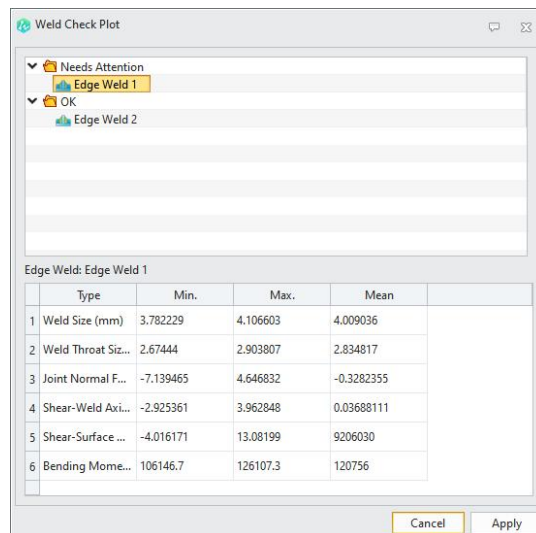 Weld Check Plot
Needs Attention
Edge Weld 1
OK
Edge Weld 2
Edge Weld: Edge Weld 1
Type Min. Max. Mean
1 Weld Size (mm) 3.782229 4.106603 4.009036
2 Weld Throat Siz... 2.67444 2.903807 2.834817
3 Joint Normal F... -7.139465 4.646832 -0.3282355
4 Shear-Weld Axi... -2.925361 3.962848 0.03688111
5 Shear-Surface ... -4.016171 13.08199 9206030
6 Bending Mome... 106146.7 126107.3 120756
Cancel Apply